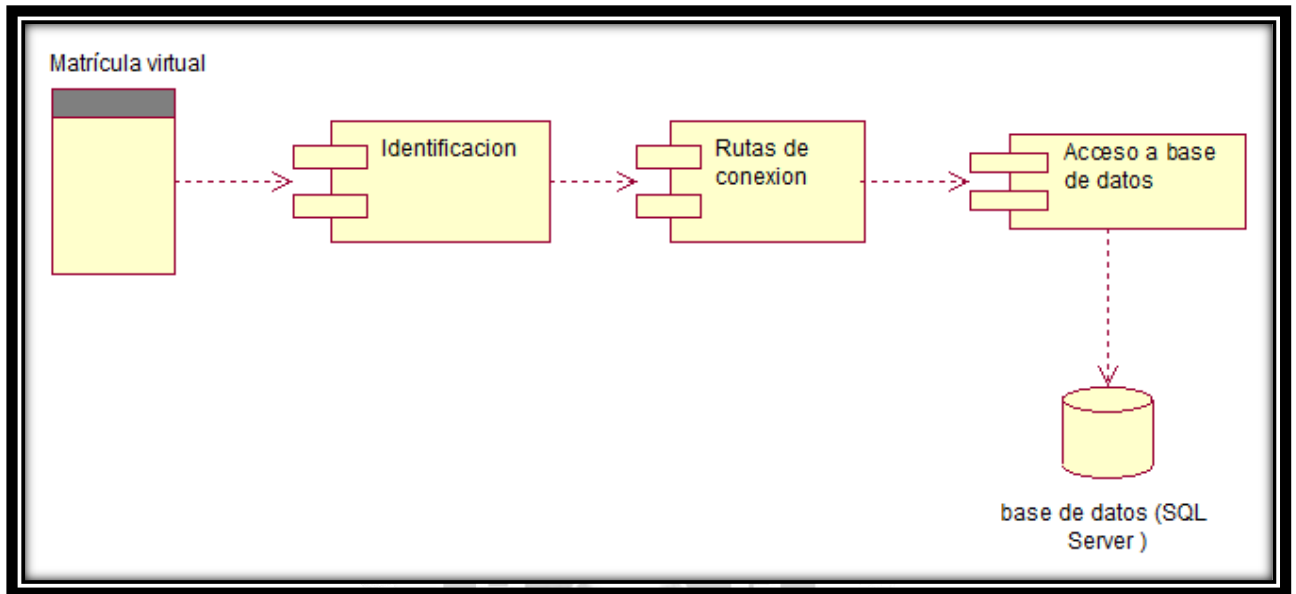 Matrícula virtual
Identificacion
Rutas de
conexion
Acceso a base
de datos
base de datos (SQL
Server )